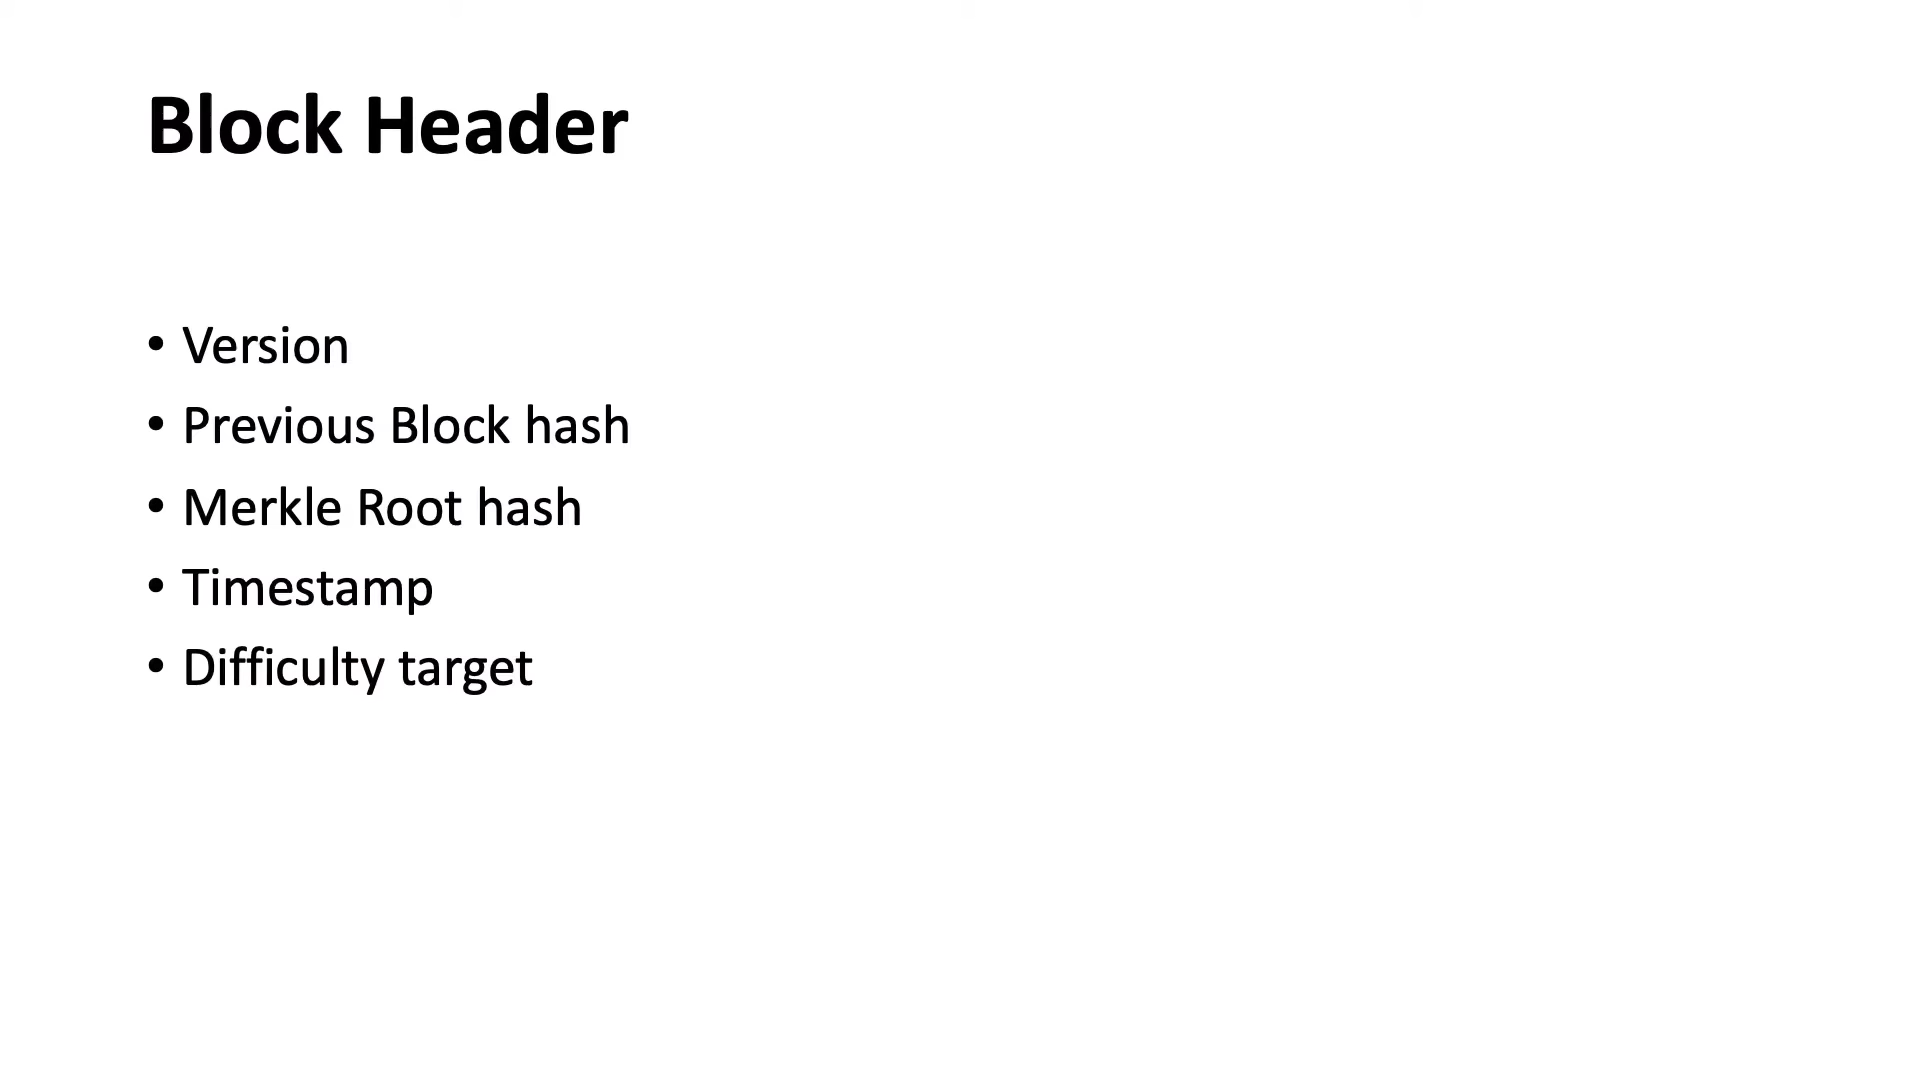 Block Header
• Version
• Previous Block hash
• Merkle Root hash
• Timestamp
• Difficulty target